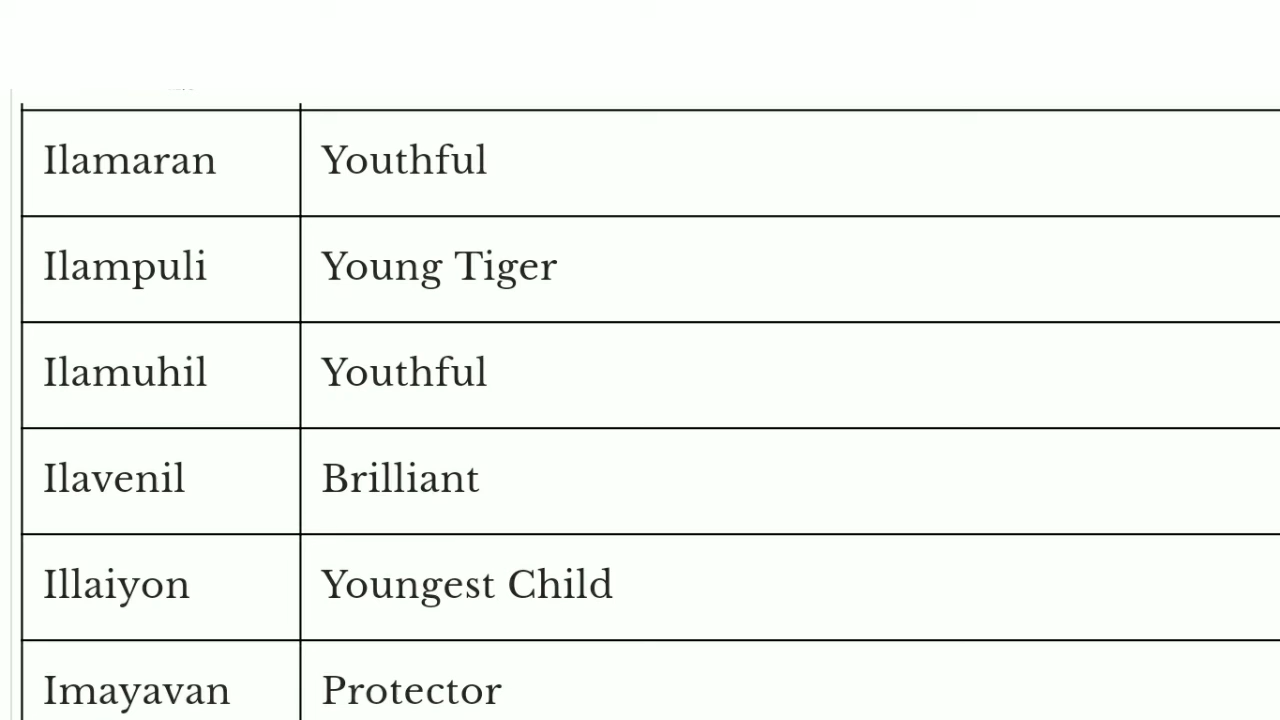 Ilamaran Youthful
Ilampuli Young Tiger
Ilamuhil Youthful
Ilavenil Brilliant
Illaiyon Youngest Child
Imayavan Protector